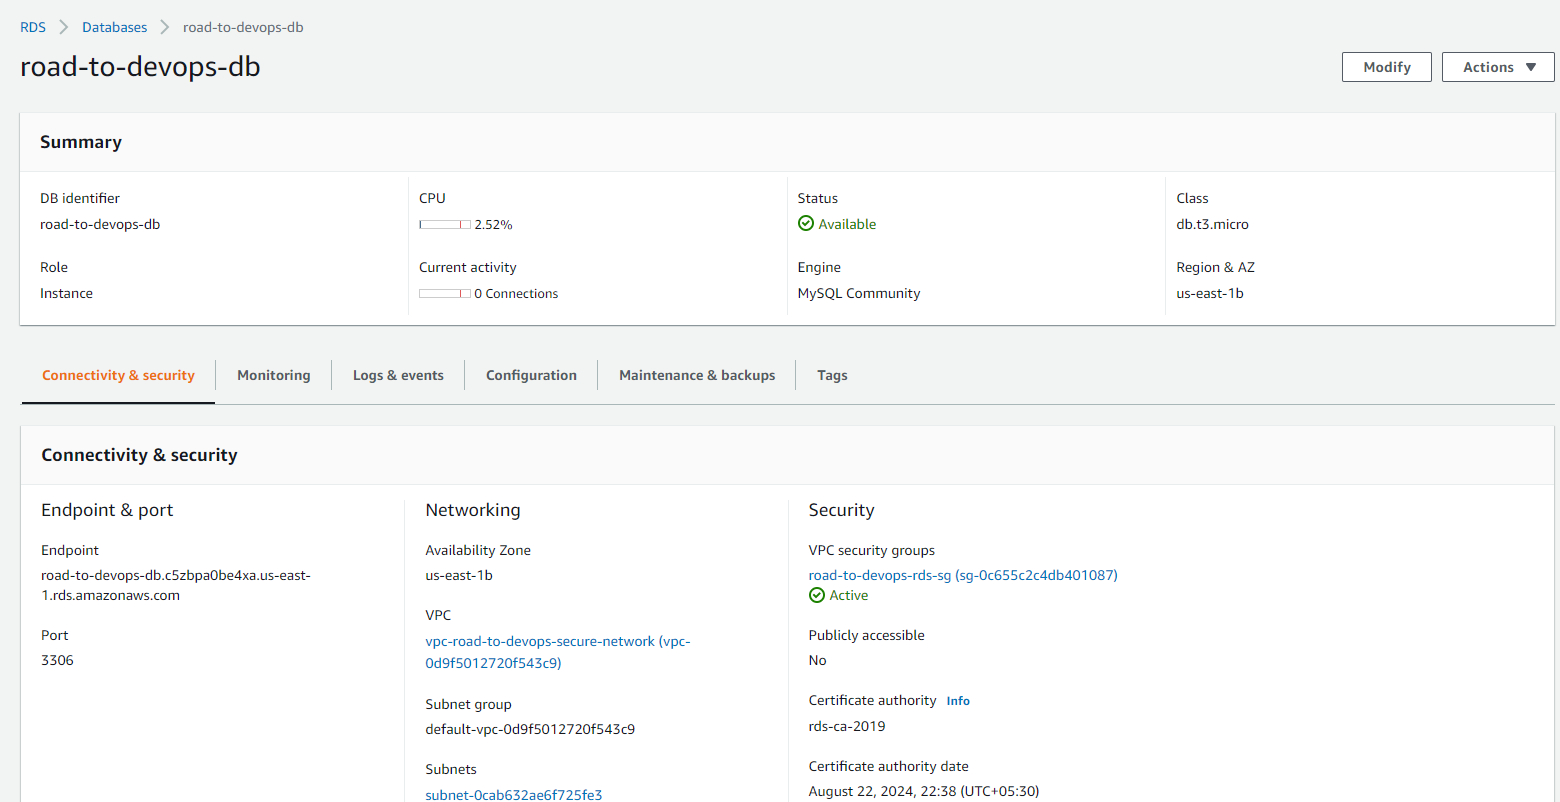 RDS
Databases
road-to-devops-db
road-to-devops-db
Modify
Actions
Summary
DB identifier
road-to-devops-db
CPU
2.52%
Status
Available
Class
db.t3.micro
Role
Instance
Current activity
0 Connections
Engine
MySQL Community
Region & AZ
us-east-1b
Connectivity & security
Monitoring
Logs & events
Configuration
Maintenance & backups
Tags
Connectivity & security
Endpoint & port
Endpoint
road-to-devops-db.c5zbpa0be4xa.us-east-
1.rds.amazonaws.com
Port
3306
Networking
Availability Zone
us-east-1b
VPC
vpc-road-to-devops-secure-network (vpc-
0d9f5012720f543c9)
Subnet group
default-vpc-0d9f5012720f543c9
Subnets
subnet-0cab632ae6f725fe3
Security
VPC security groups
road-to-devops-rds-sg (sg-0c655c2c4db401087)
Active
Publicly accessible
No
Certificate authority Info
rds-ca-2019
Certificate authority date
August 22, 2024, 22:38 (UTC+05:30)